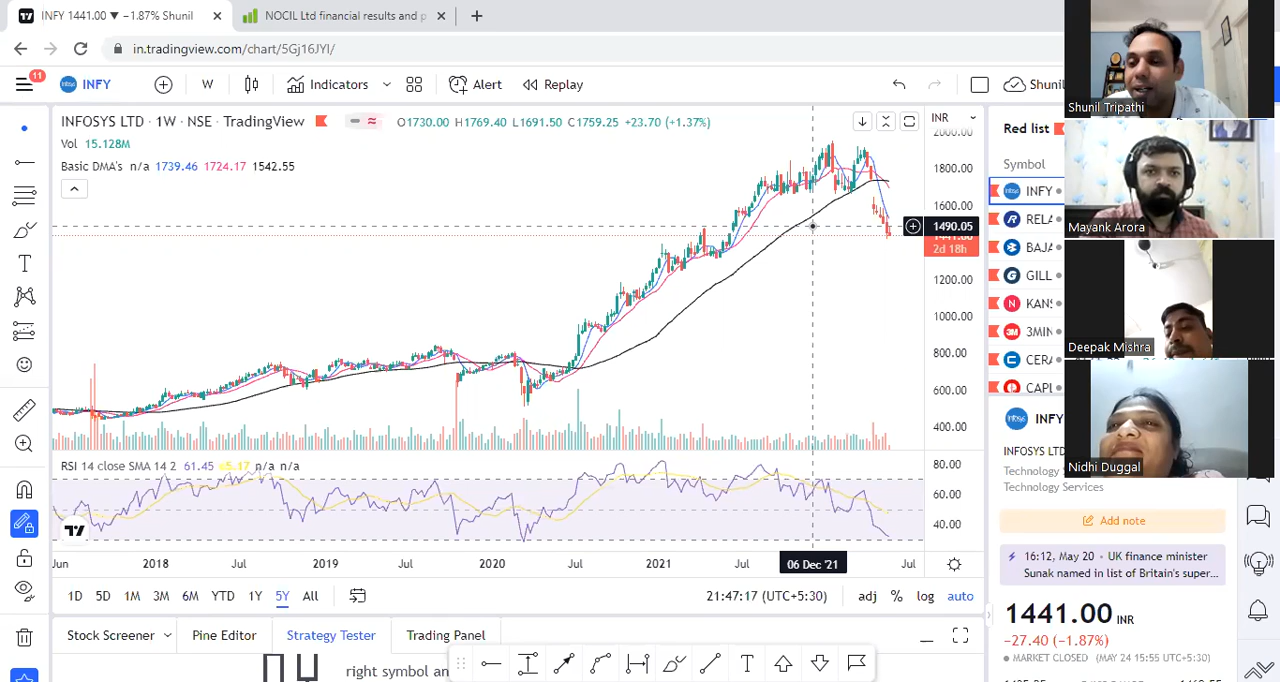 INFY 1441.00 ▼ −1.87% Shunil
NOCIL Ltd financial results and p
in.tradingview.com/chart/5Gj16JYI/
11
INFY
W
Indicators
Alert
Replay
Shunil
INFOSYS LTD · 1W · NSE · TradingView
O1730.00 H1769.40 L1691.50 C1759.25 +23.70 (+1.37%)
Vol 15.128M
Basic DMA's n/a 1739.46 1724.17 1542.55
INR
2000.00
1800.00
1600.00
1490.05
1441.00
2d 18h
1200.00
1000.00
800.00
600.00
400.00
RSI 14 close SMA 14 2 61.45 5.17 n/a n/a
80.00
60.00
40.00
Jun
2018
Jul
2019
Jul
2020
Jul
2021
Jul
06 Dec '21
Jul
1D 5D 1M 3M 6M YTD 1Y 5Y All
21:47:17 (UTC+5:30)
adj % log auto
Stock Screener
Pine Editor
Strategy Tester
Trading Panel
right symbol an
Red list
Symbol
INFY
RELA
BAJA
GILL
KANS
3MIN
CERA
CAPL
INFY
INFOSYS LTD
Technology
Technology Services
Add note
16:12, May 20 • UK finance minister
Sunak named in list of Britain's super...
1441.00 INR
−27.40 (−1.87%)
MARKET CLOSED (MAY 24 15:55 UTC+5:30)
Shunil Tripathi
Mayank Arora
Deepak Mishra
Nidhi Duggal